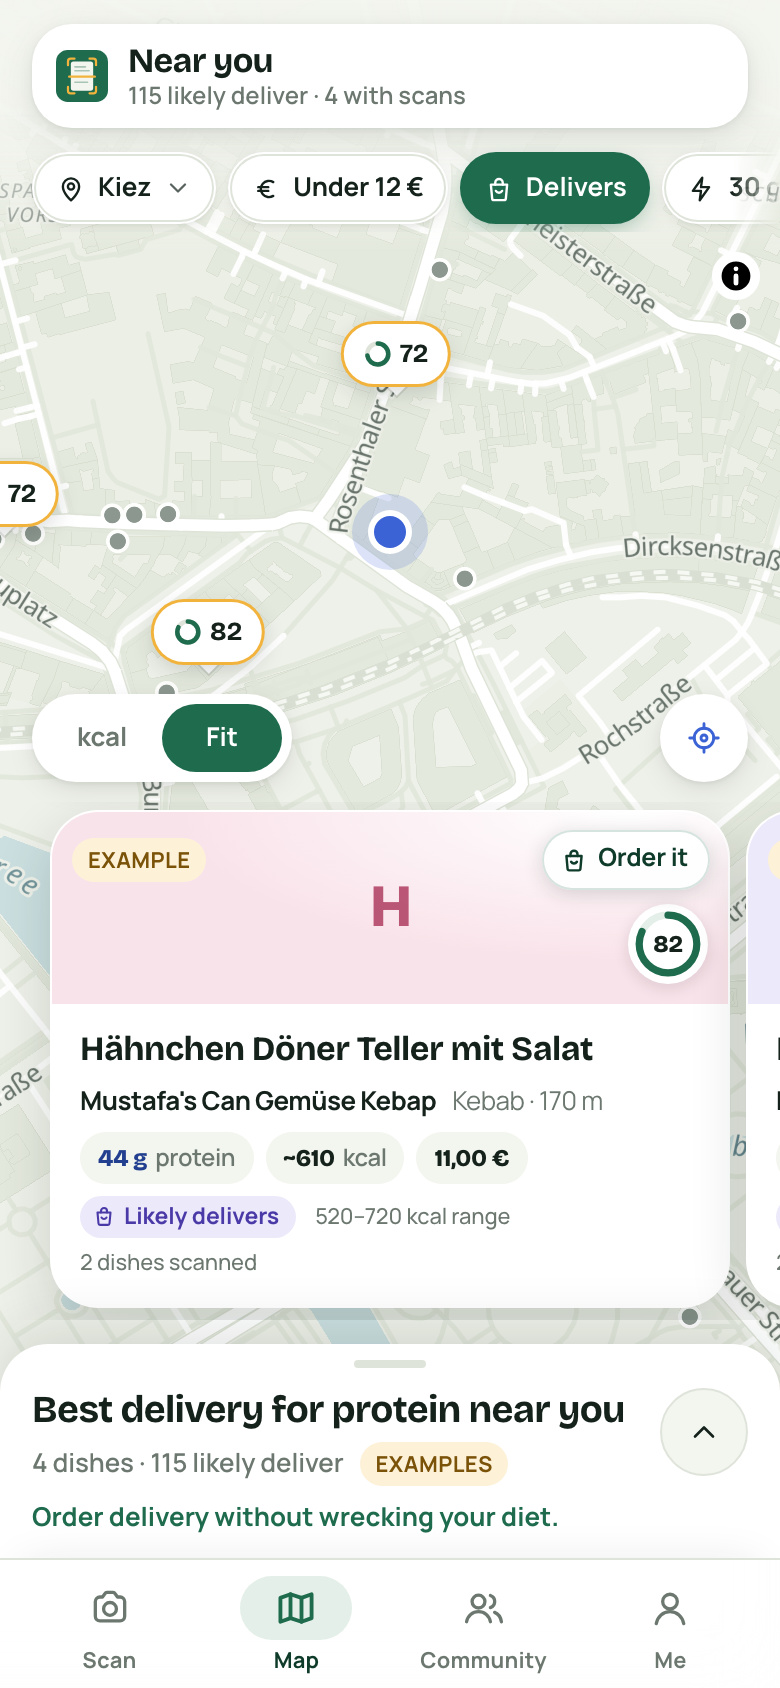 Near you
115 likely deliver · 4 with scans
Kiez
€ Under 12 €
Delivers
30
72
Rosenthaler
Dircksenstraß
72
82
kcal
Fit
Rochstraße
EXAMPLE
Order it
H
82
Hähnchen Döner Teller mit Salat
Mustafa's Can Gemüse Kebap Kebab · 170 m
44 g protein
~610 kcal
11,00 €
Likely delivers
520–720 kcal range
2 dishes scanned
Best delivery for protein near you
4 dishes · 115 likely deliver
EXAMPLES
Order delivery without wrecking your diet.
Scan
Map
Community
Me